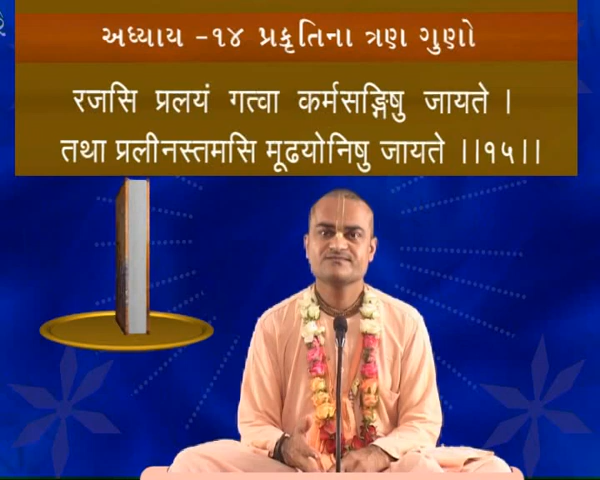 અધ્યાય -૧૪ પ્રકૃતિના ત્રણ ગુણો
रजसि प्रलयं गत्वा कर्मसङ्गिषु जायते ।
तथा प्रलीनस्तमसि मूढयोनिषु जायते ।।१५।।